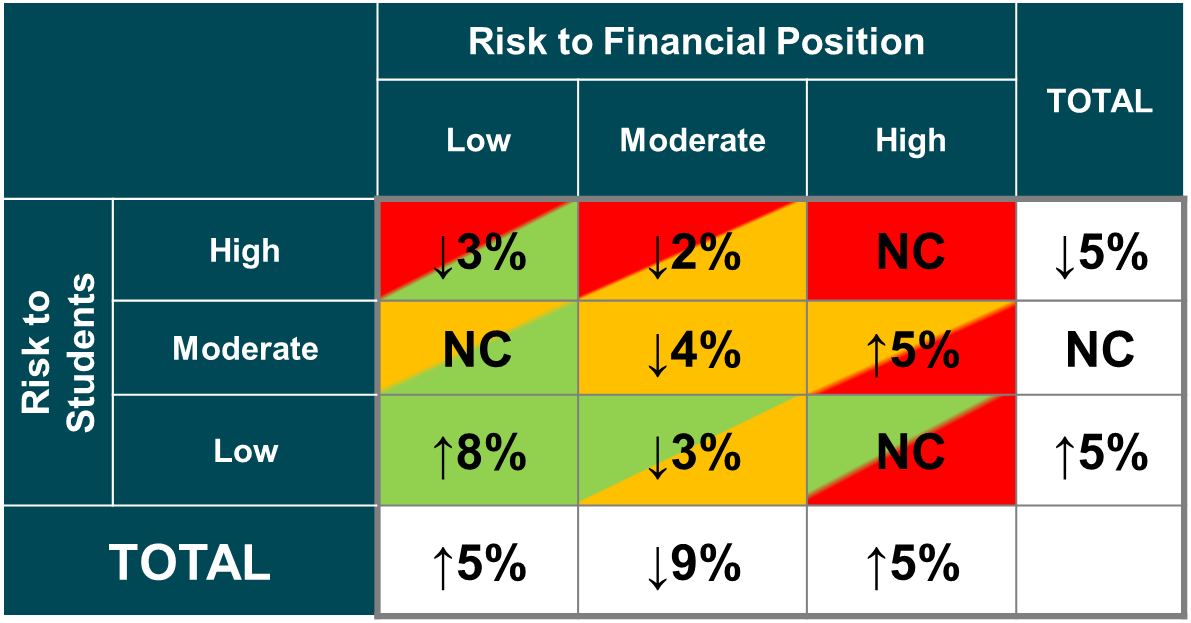 Risk to Financial Position
TOTAL
Low Moderate High
Risk to
Students
High ↓3% ↓2% NC ↓5%
Moderate NC ↓4% ↑5% NC
Low ↑8% ↓3% NC ↑5%
TOTAL ↑5% ↓9% ↑5%